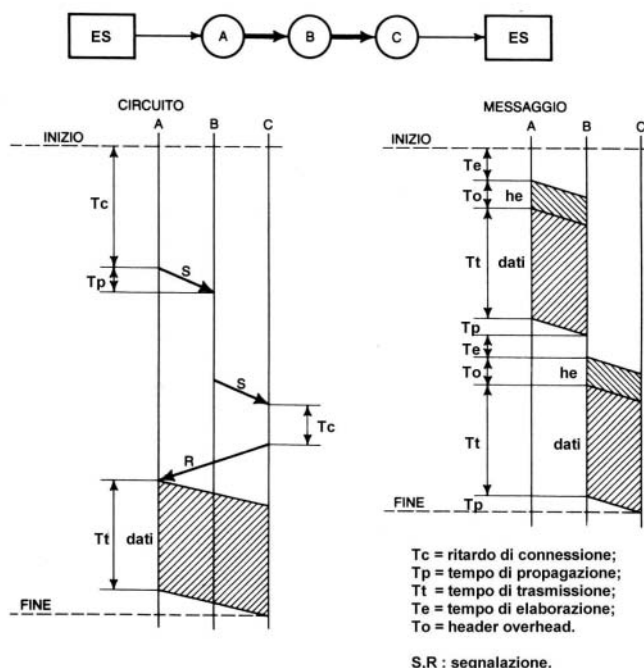 ES A B C ES
CIRCUITO
A B C
INIZIO
Tc
Tp
S
S
Tc
R
Tt dati
FINE
MESSAGGIO
A B C
INIZIO
Te
To he
Tt dati
Tp
Te
To he
Tt dati
Tp
FINE
Tc = ritardo di connessione;
Tp = tempo di propagazione;
Tt = tempo di trasmissione;
Te = tempo di elaborazione;
To = header overhead.
S,R : segnalazione.